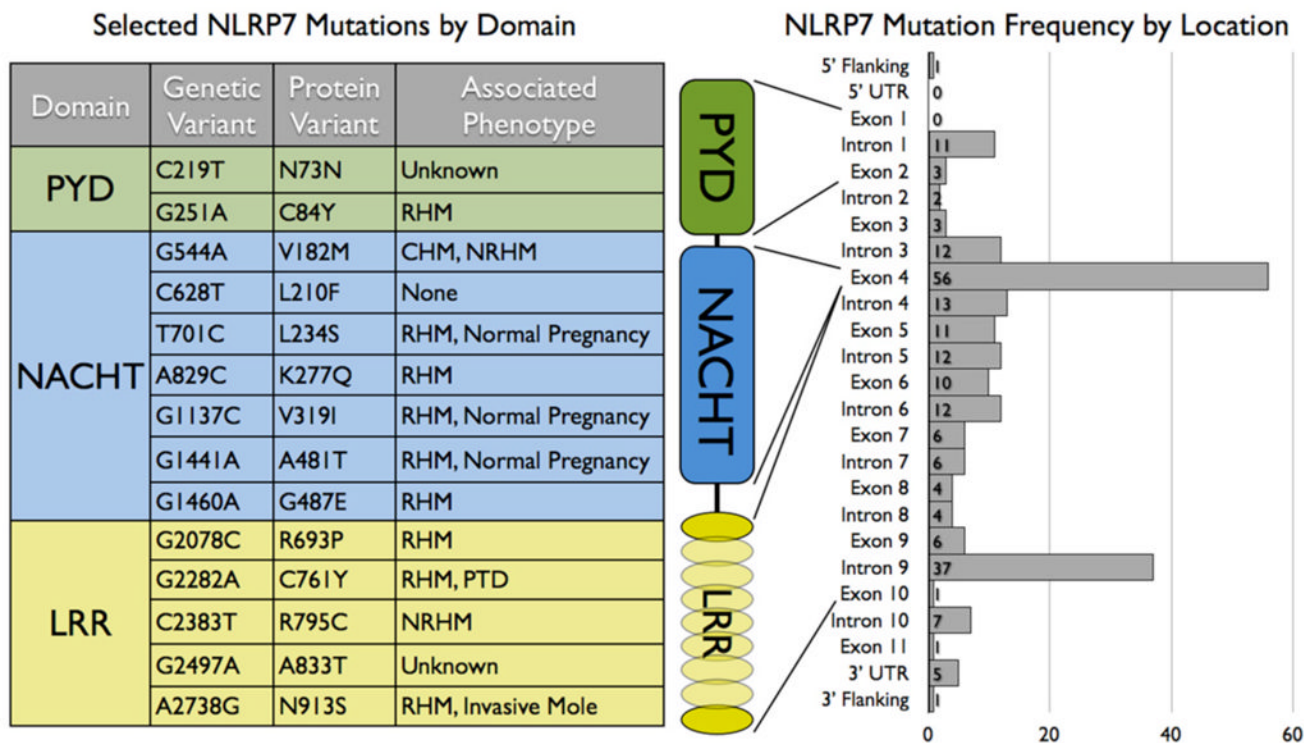 Selected NLRP7 Mutations by Domain
Domain Genetic Variant Protein Variant Associated Phenotype
PYD
C219T N73N Unknown
G251A C84Y RHM
NACHT
G544A V182M CHM, NRHM
C628T L210F None
T701C L234S RHM, Normal Pregnancy
A829C K277Q RHM
G1137C V319I RHM, Normal Pregnancy
G1441A A481T RHM, Normal Pregnancy
G1460A G487E RHM
LRR
G2078C R693P RHM
G2282A C761Y RHM, PTD
C2383T R795C NRHM
G2497A A833T Unknown
A2738G N913S RHM, Invasive Mole
PYD
NACHT
LRR
NLRP7 Mutation Frequency by Location
5' Flanking 1
5' UTR 0
Exon 1 0
Intron 1 11
Exon 2 3
Intron 2 2
Exon 3 3
Intron 3 12
Exon 4 56
Intron 4 13
Exon 5 11
Intron 5 12
Exon 6 10
Intron 6 12
Exon 7 6
Intron 7 6
Exon 8 4
Intron 8 4
Exon 9 6
Intron 9 37
Exon 10 1
Intron 10 7
Exon 11 1
3' UTR 5
3' Flanking 1
0 20 40 60